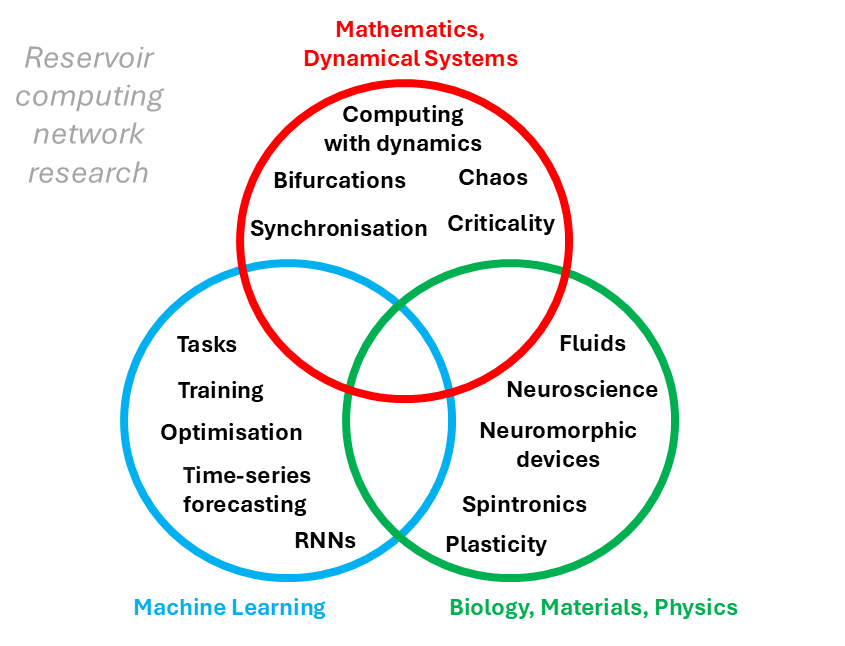 Reservoir
computing
network
research
Mathematics,
Dynamical Systems
Computing
with dynamics
Bifurcations
Chaos
Synchronisation
Criticality
Tasks
Training
Optimisation
Time-series
forecasting
RNNs
Fluids
Neuroscience
Neuromorphic
devices
Spintronics
Plasticity
Machine Learning
Biology, Materials, Physics